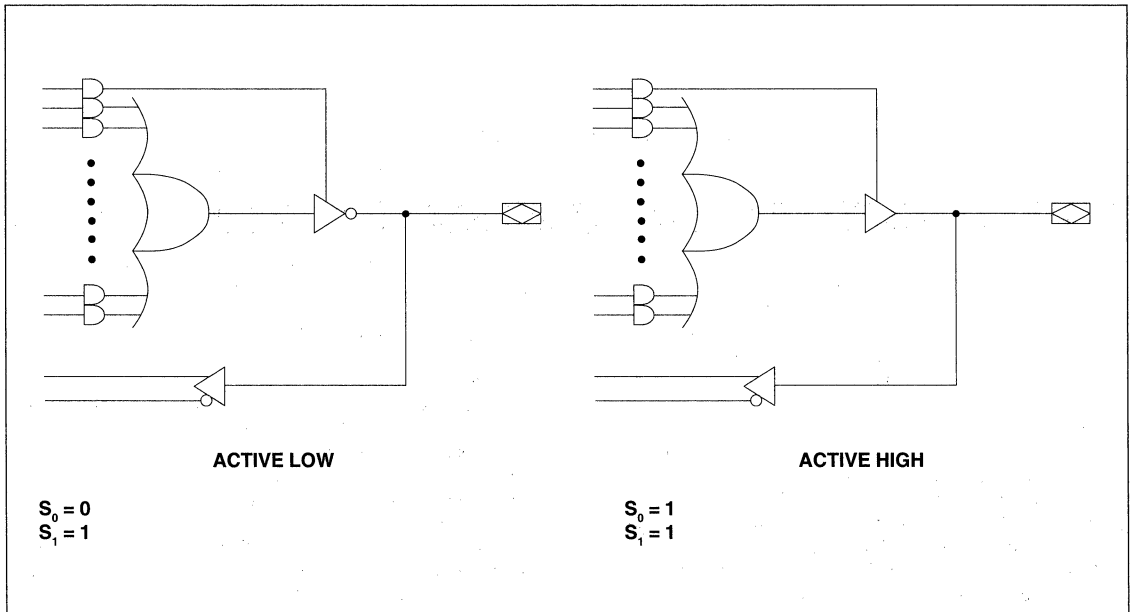 ACTIVE LOW
S₀ = 0
S₁ = 1
ACTIVE HIGH
S₀ = 1
S₁ = 1